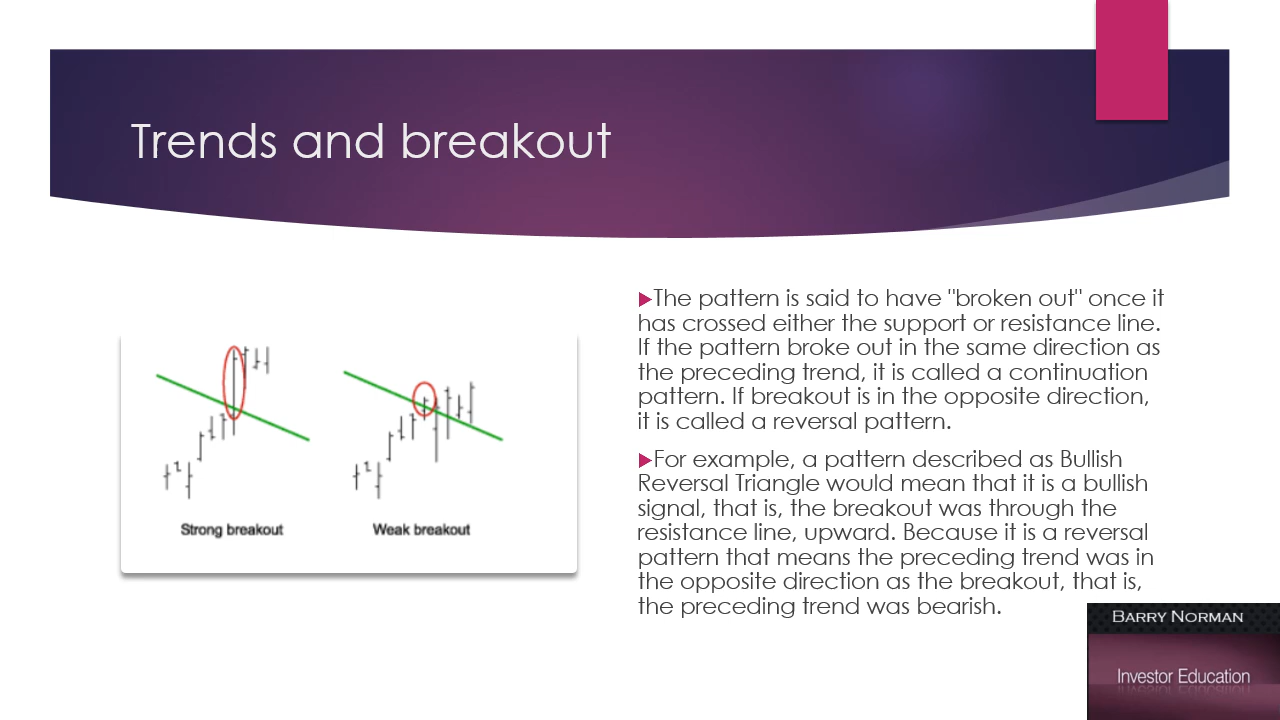 Trends and breakout
The pattern is said to have "broken out" once it
has crossed either the support or resistance line.
If the pattern broke out in the same direction as
the preceding trend, it is called a continuation
pattern. If breakout is in the opposite direction,
it is called a reversal pattern.
For example, a pattern described as Bullish
Reversal Triangle would mean that it is a bullish
signal, that is, the breakout was through the
resistance line, upward. Because it is a reversal
pattern that means the preceding trend was in
the opposite direction as the breakout, that is,
the preceding trend was bearish.
Strong breakout
Weak breakout
BARRY NORMAN
Investor Education